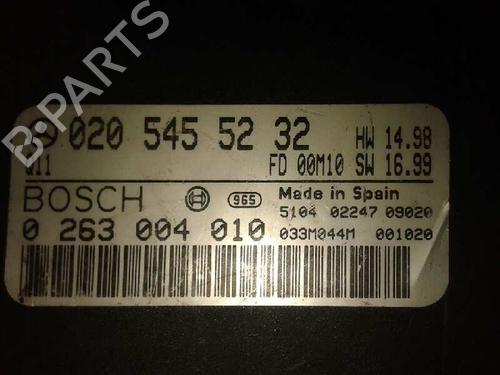 B-PARTS
020 545 52 32 HW 14.98
Q11 FD 00M10 SW 16.99
BOSCH 965 Made in Spain
5104 02247 09020
0 263 004 010 033M044M 001020